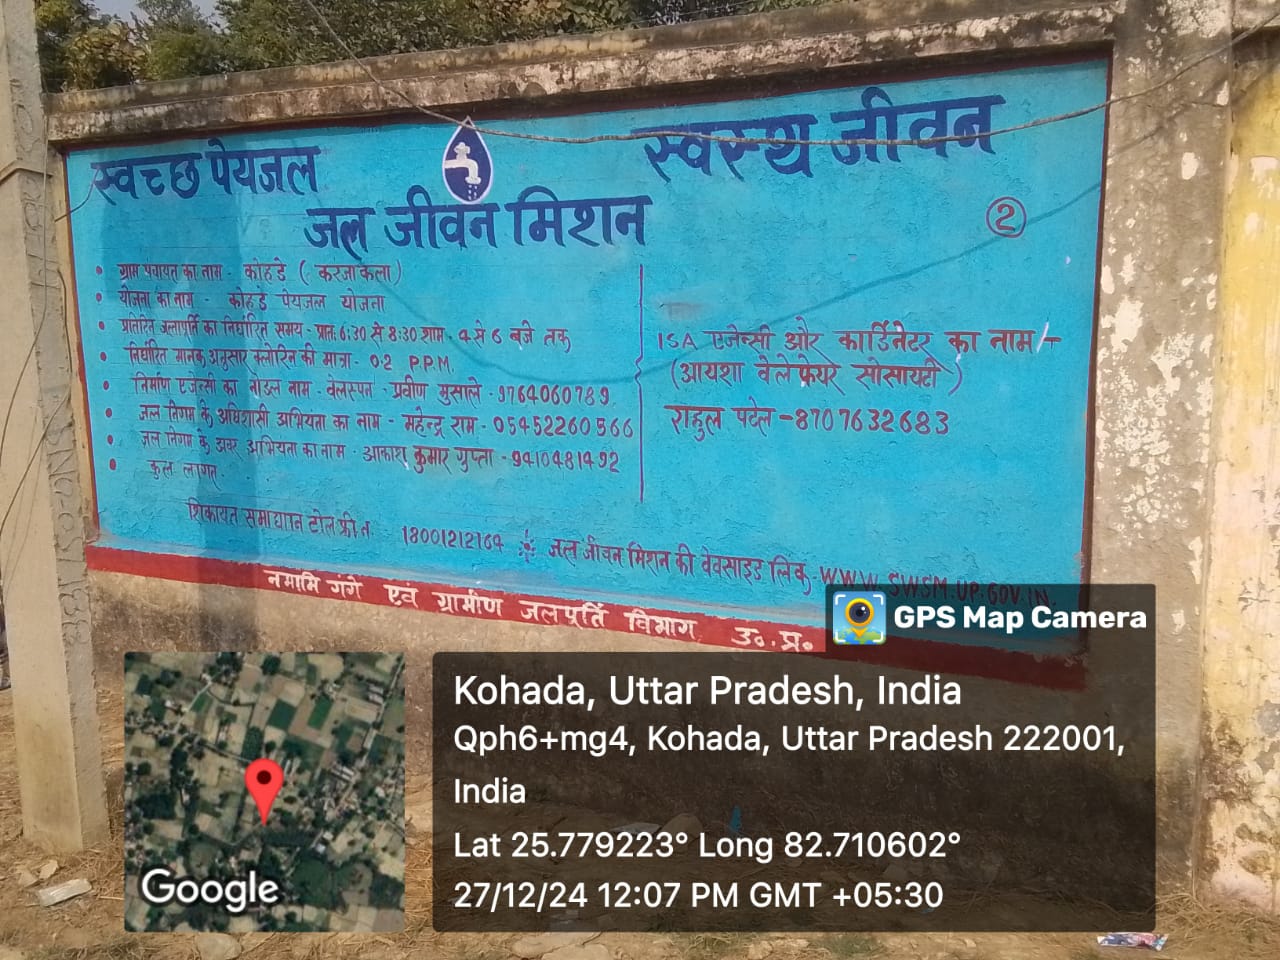 स्वच्छ पेयजल
स्वस्थ जीवन
जल जीवन मिशन
2
• ग्राम पंचायत का नाम - कोहडे (करजा कला)
• योजना का नाम - कोहडे पेयजल योजना
• प्रतिदिन जलापूर्ति का निर्धारित समय - प्रातः 6:30 से 8:30 शाम - 4 से 6 बजे तक
• निर्धारित मानक अनुसार क्लोरिन की मात्रा - 0.2 P.P.M.
• निर्माण एजेन्सी का नोडल नाम - वेलस्पन - प्रवीण मुसाले - 9764060789
• जल निगम के अधिशासी अभियंता का नाम - महेन्द्र राम - 05452260566
• जल निगम के अवर अभियंता का नाम - आकाश कुमार गुप्ता - 9410481492
• कुल लागत
ISA एजेन्सी और कार्डिनेटर का नाम/-
(आयशा वेलेफेयर सोसायटी)
राहुल पटेल - 8707632683
शिकायत समाधान टोल फ्री न 18001212164
जल जीवन मिशन की वेवसाइड लिंक - WWW.SWSM.UP.GOV.IN
नमामि गंगे एवं ग्रामीण जलपूर्ति विभाग उ॰ प्र॰
GPS Map Camera
Kohada, Uttar Pradesh, India
Qph6+mg4, Kohada, Uttar Pradesh 222001,
India
Lat 25.779223° Long 82.710602°
27/12/24 12:07 PM GMT +05:30
Google